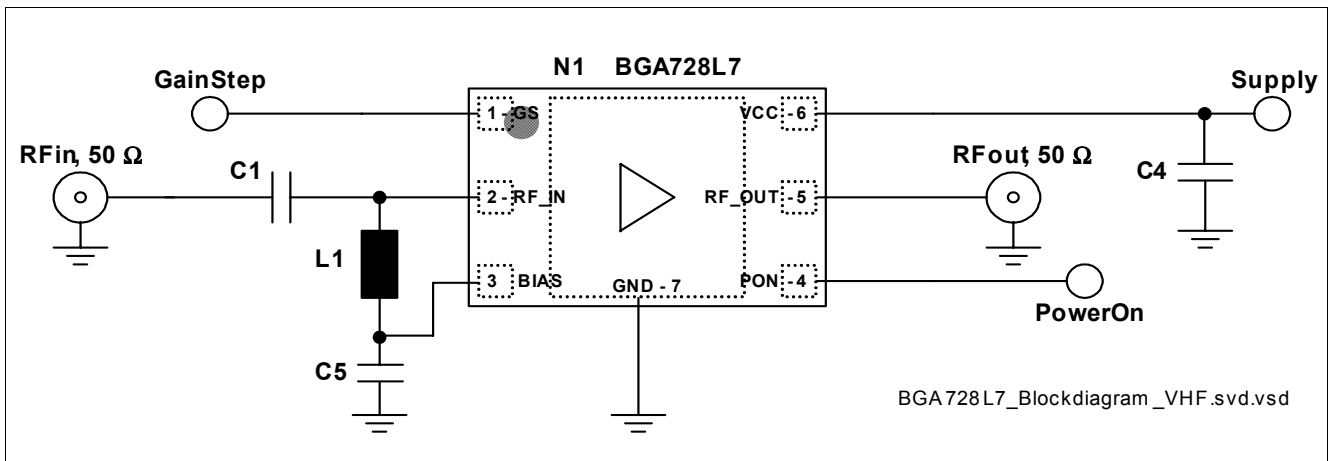 N1 BGA728L7
GainStep
Supply
1 - GS
VCC - 6
RFin, 50 Ω
C1
RFout, 50 Ω
C4
2 - RF_IN
RF_OUT - 5
L1
3 BIAS
GND - 7
PON - 4
PowerOn
C5
BGA728L7_Blockdiagram_VHF.svd.vsd